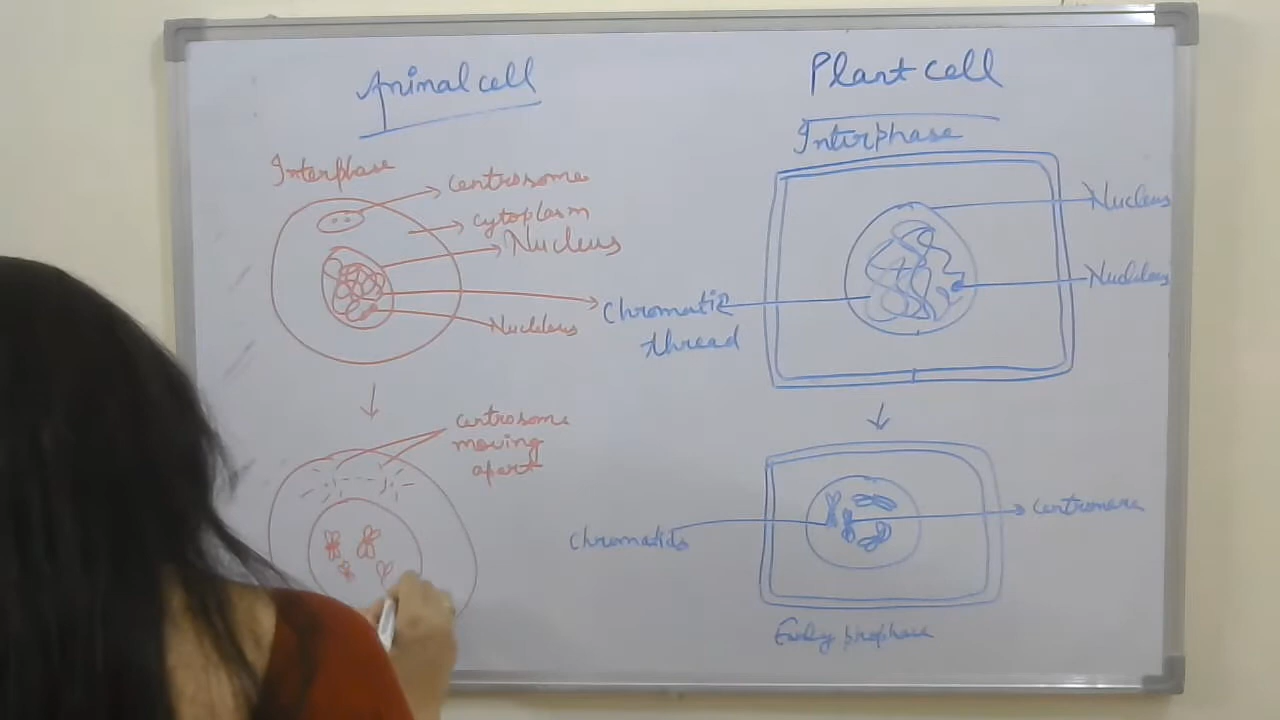 Animal cell
Interphase
Centrosome
cytoplasm
Nucleus
Nucleolus
Chromatic
thread
centrosome
moving
apart
Plant cell
Interphase
Nucleus
Nucleolus
Chromatids
Centromere
Early prophase